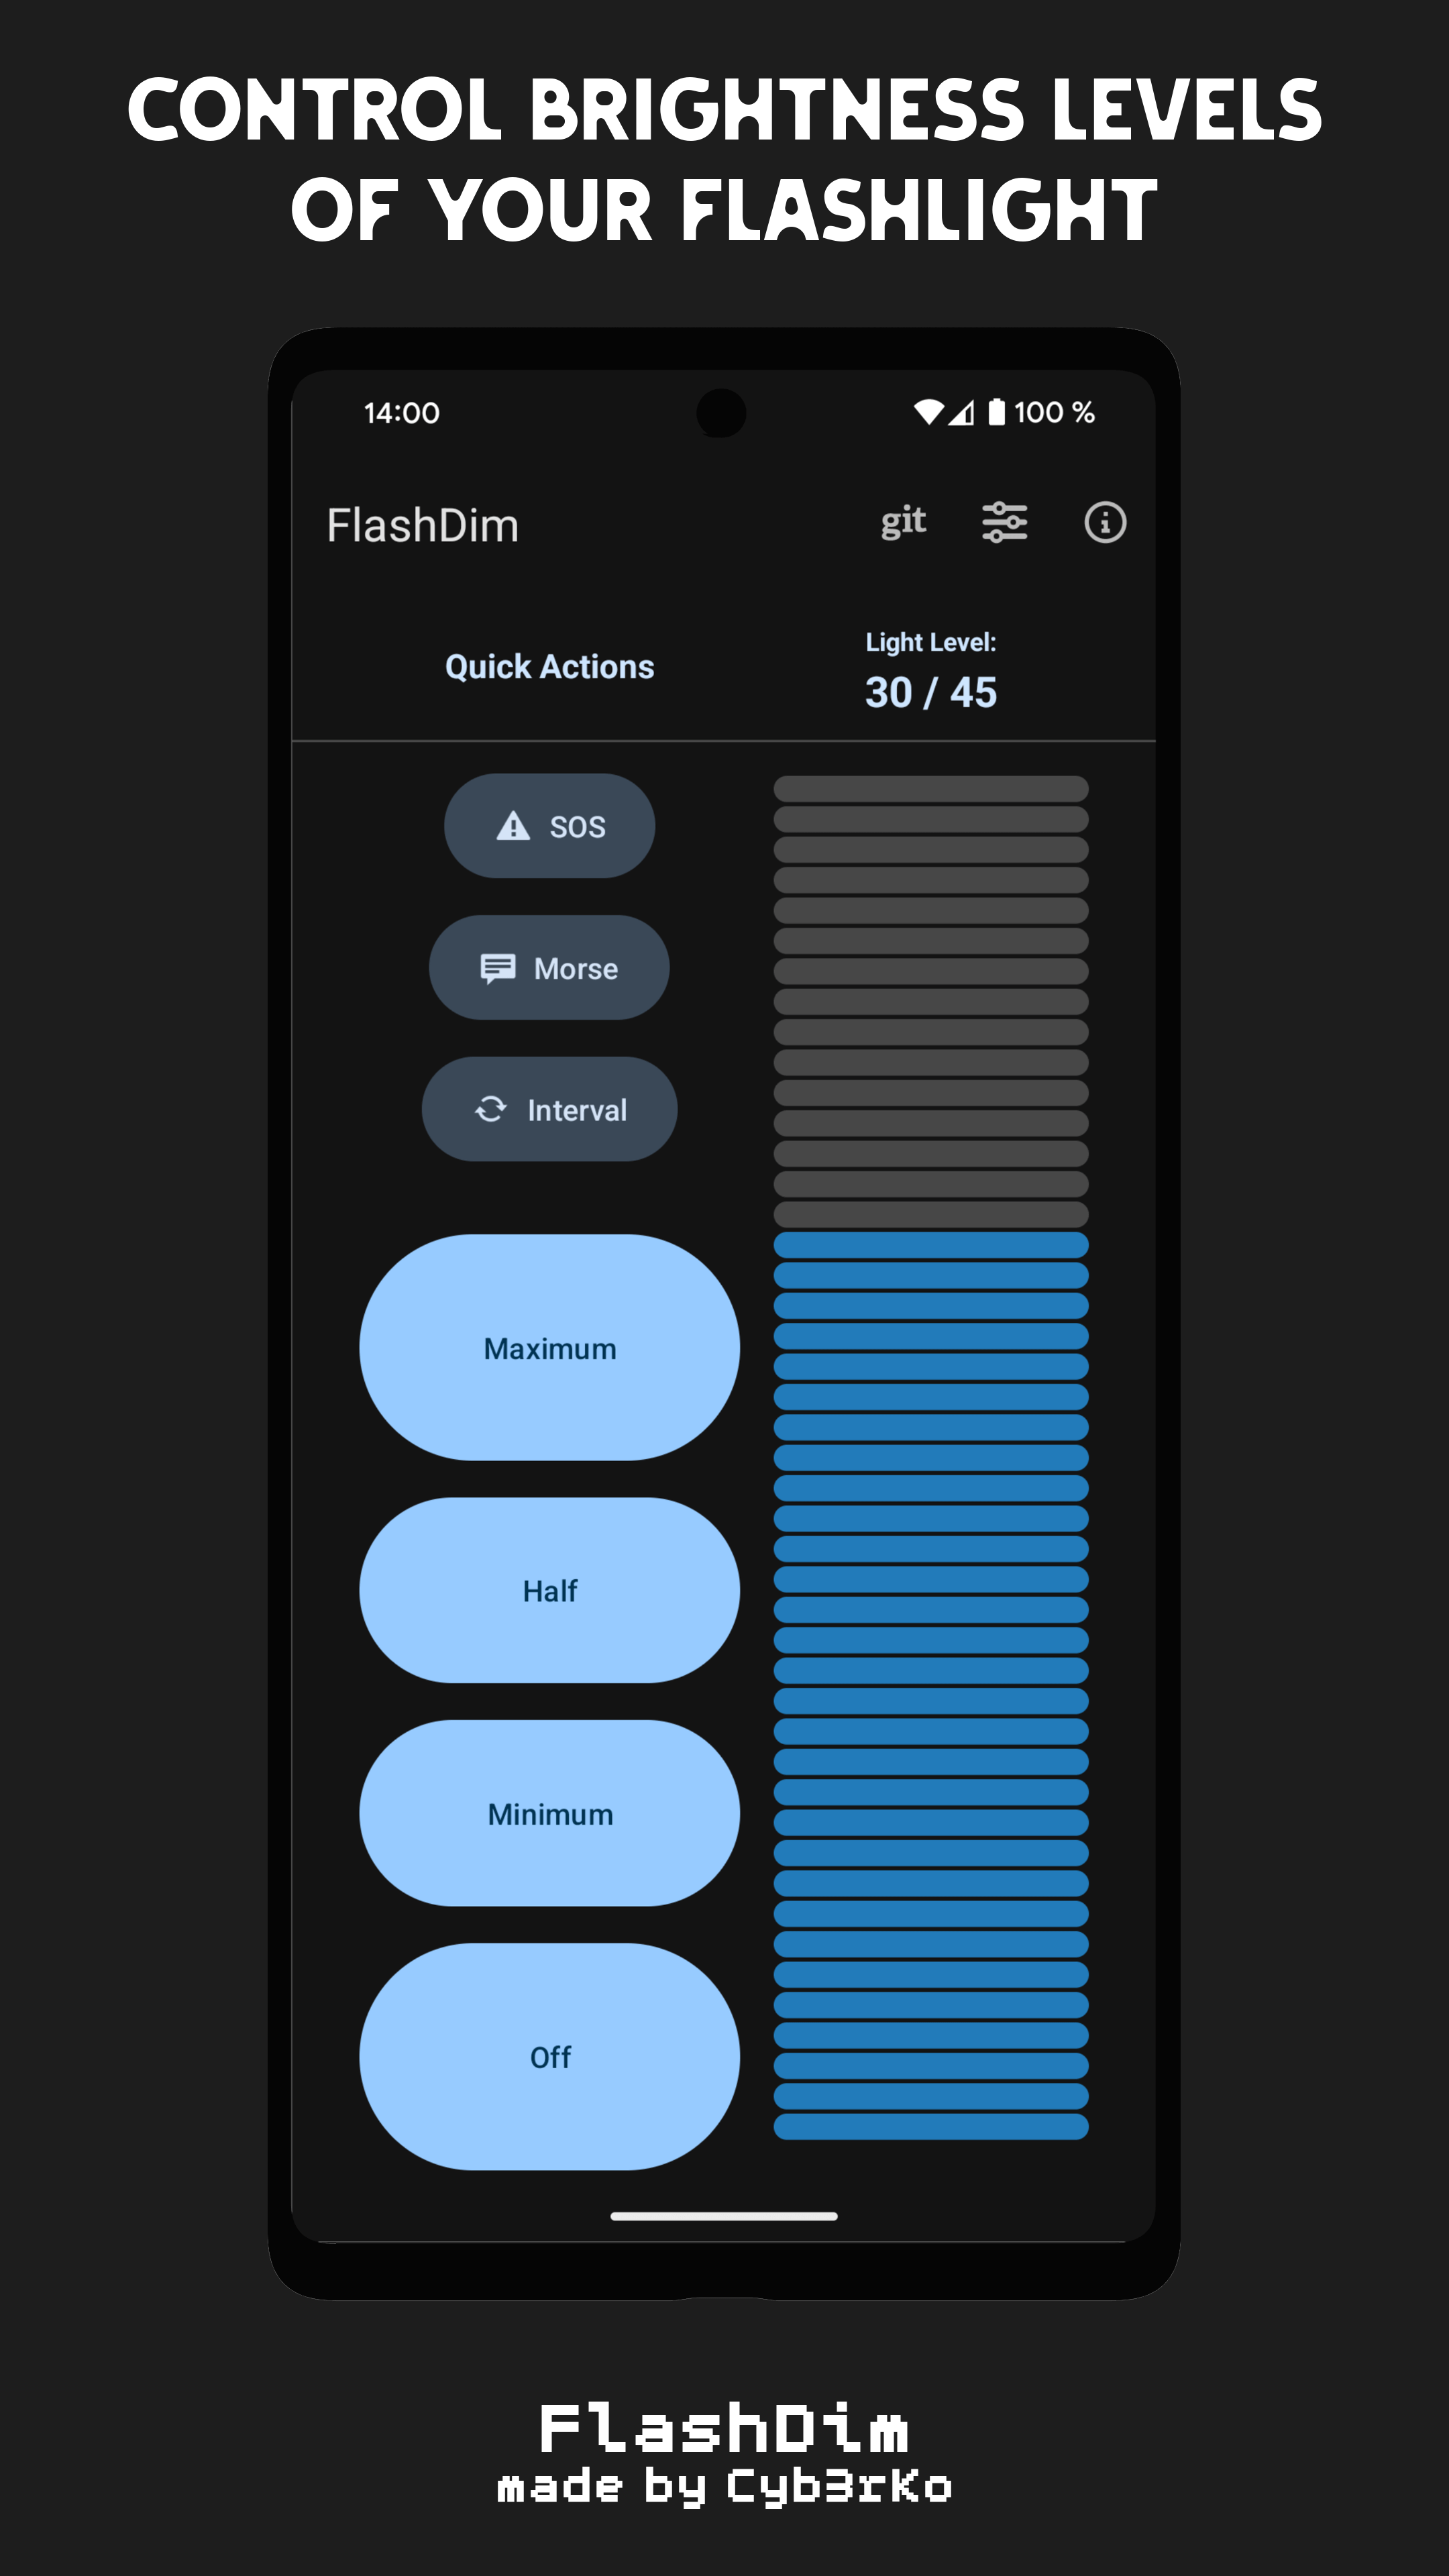 CONTROL BRIGHTNESS LEVELS
OF YOUR FLASHLIGHT
14:00
100 %
FlashDim
git
Quick Actions
Light Level:
30 / 45
SOS
Morse
Interval
Maximum
Half
Minimum
Off
FlashDim
made by Cyb3rKo